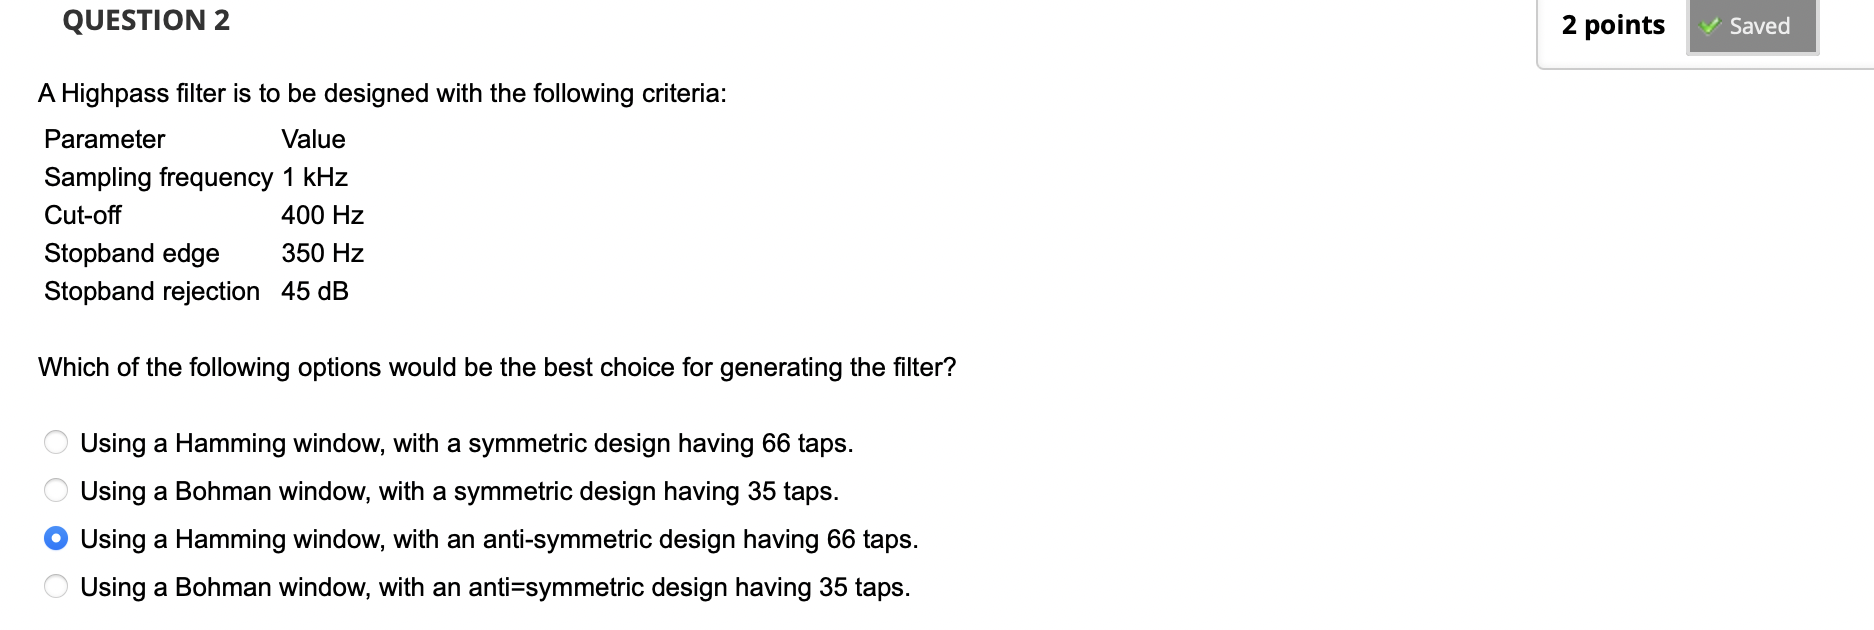 QUESTION 2
2 points
Saved
A Highpass filter is to be designed with the following criteria:
Parameter Value
Sampling frequency 1 kHz
Cut-off 400 Hz
Stopband edge 350 Hz
Stopband rejection 45 dB
Which of the following options would be the best choice for generating the filter?
Using a Hamming window, with a symmetric design having 66 taps.
Using a Bohman window, with a symmetric design having 35 taps.
Using a Hamming window, with an anti-symmetric design having 66 taps.
Using a Bohman window, with an anti=symmetric design having 35 taps.